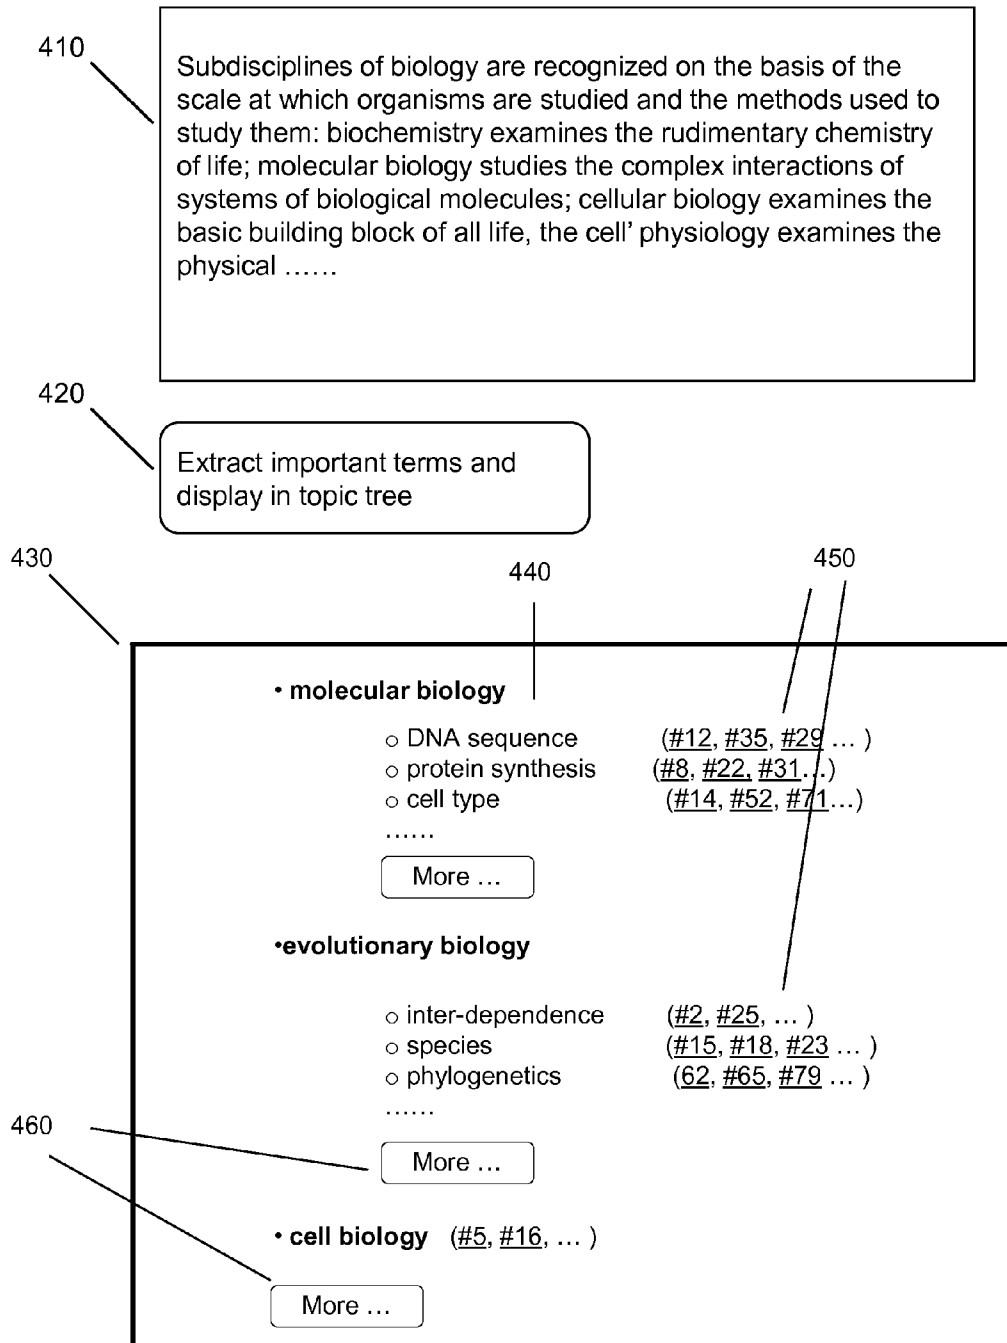 410
Subdisciplines of biology are recognized on the basis of the
scale at which organisms are studied and the methods used to
study them: biochemistry examines the rudimentary chemistry
of life; molecular biology studies the complex interactions of
systems of biological molecules; cellular biology examines the
basic building block of all life, the cell’ physiology examines the
physical ......
420
Extract important terms and
display in topic tree
430
440
450
• molecular biology
○ DNA sequence (#12, #35, #29 ... )
○ protein synthesis (#8, #22, #31...)
○ cell type (#14, #52, #71...)
......
More ...
•evolutionary biology
○ inter-dependence (#2, #25, ... )
○ species (#15, #18, #23 ... )
○ phylogenetics (62, #65, #79 ... )
......
460
More ...
• cell biology (#5, #16, ... )
More ...